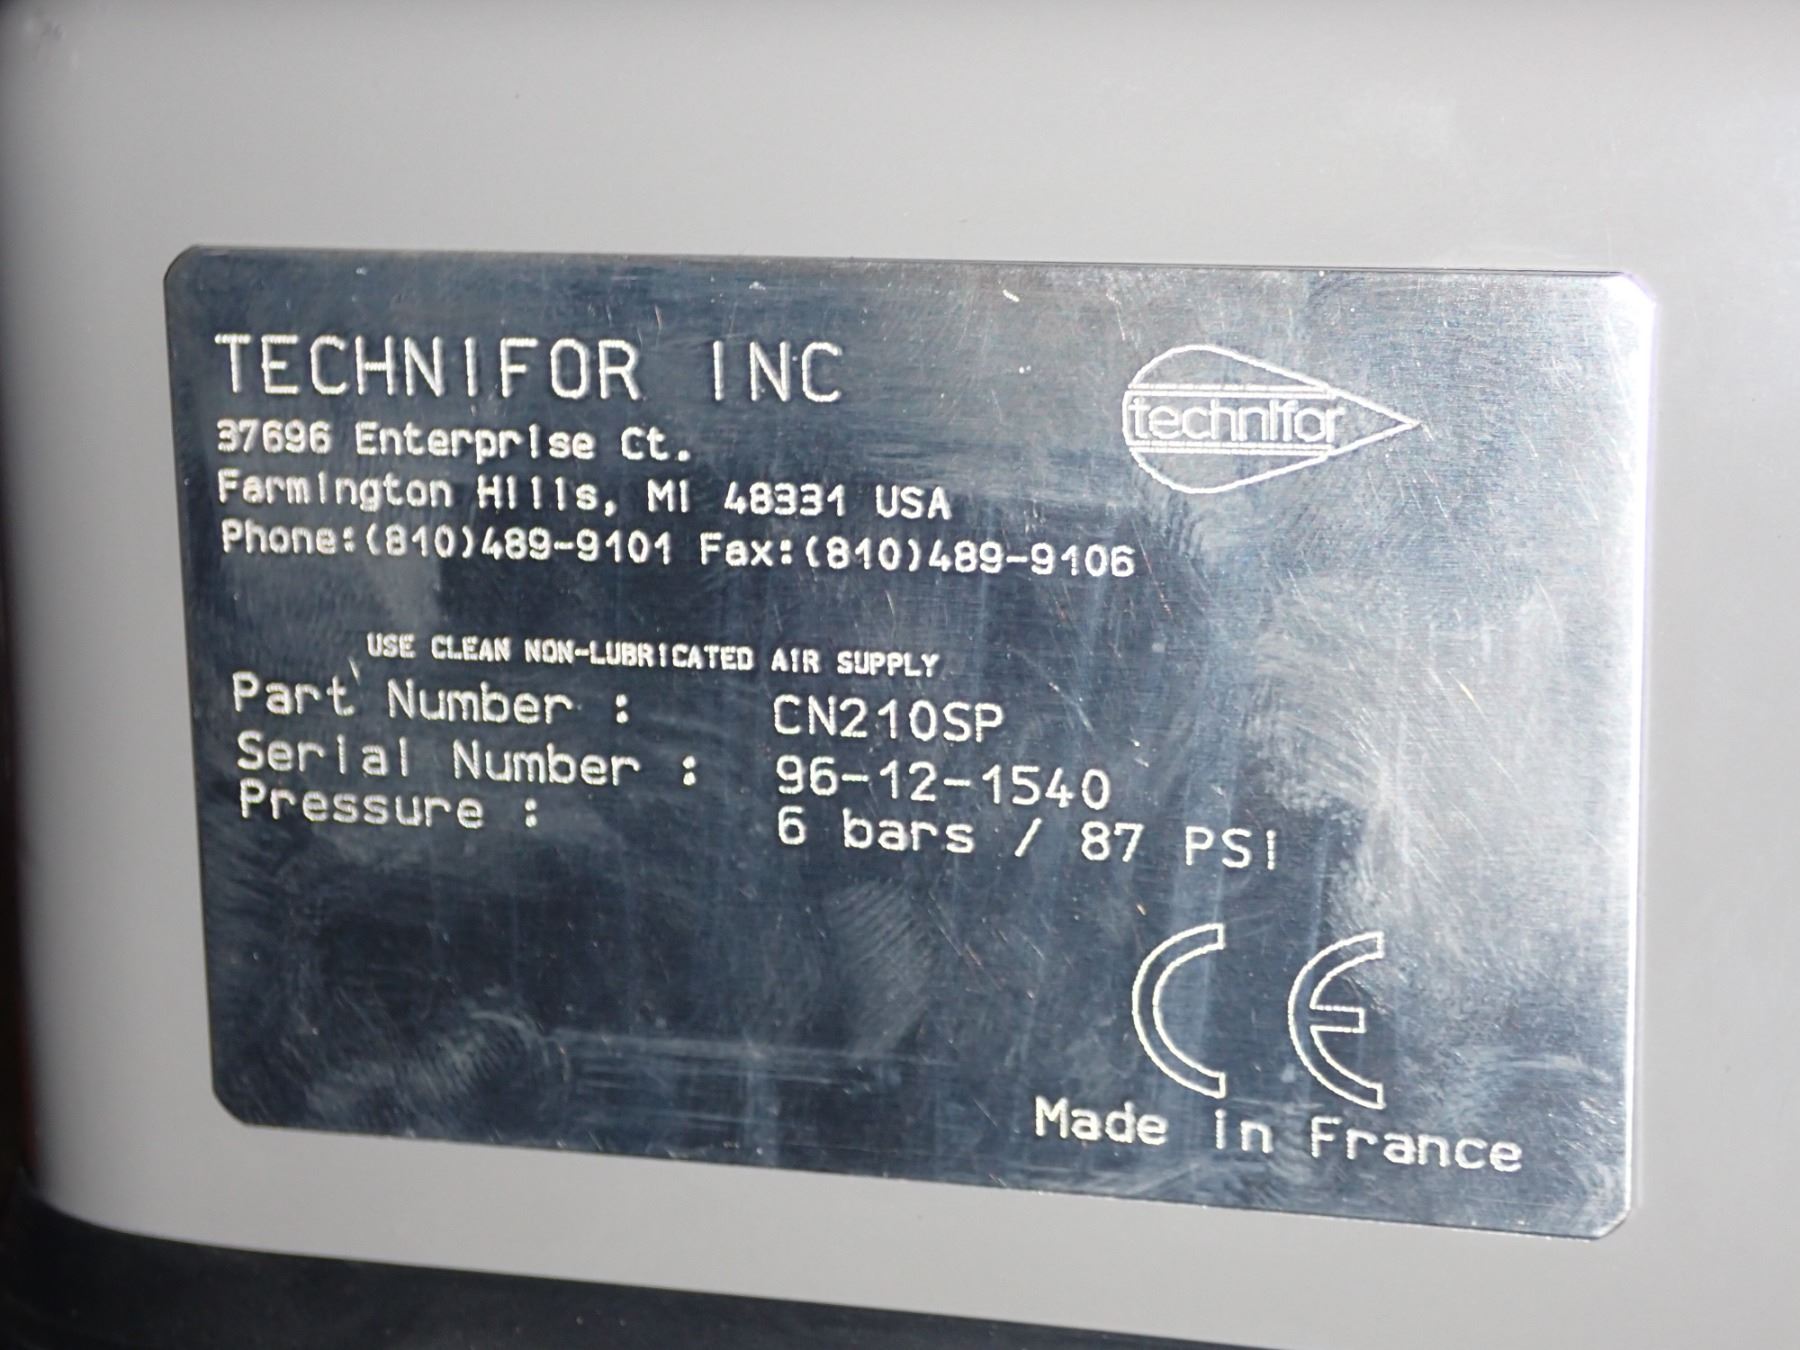 TECHNIFOR INC
technifor
37696 Enterprise Ct.
Farmington Hills, MI 48331 USA
Phone:(810)489-9101 Fax:(810)489-9106
USE CLEAN NON-LUBRICATED AIR SUPPLY
Part Number : CN210SP
Serial Number : 96-12-1540
Pressure : 6 bars / 87 PSI
CE
Made in France